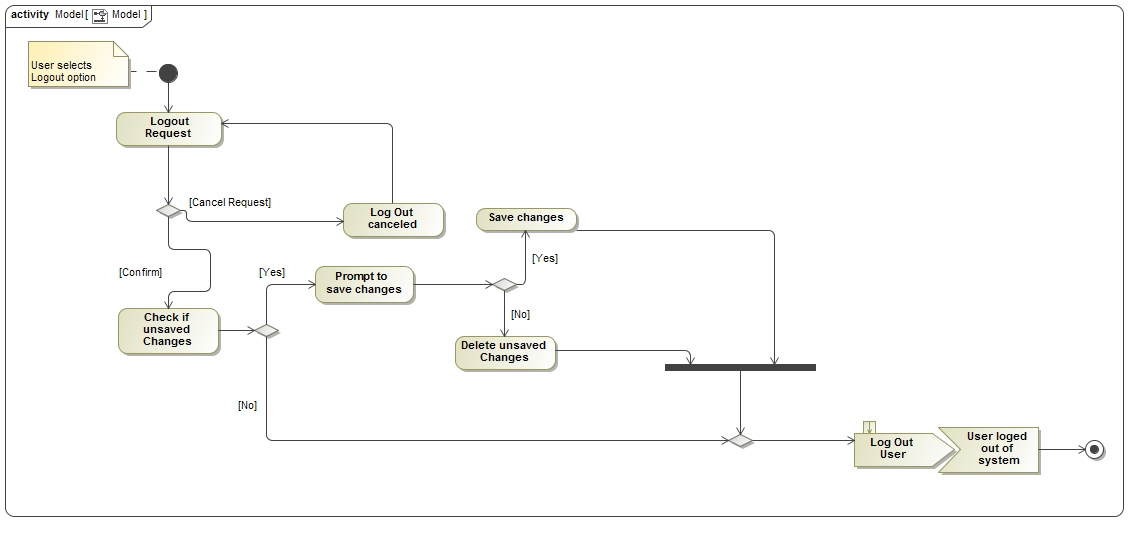 activity Model[ Model ]
User selects
Logout option
Logout
Request
[Cancel Request]
Log Out
canceled
Save changes
[Yes]
[Confirm]
[Yes]
Prompt to
save changes
[No]
Check if
unsaved
Changes
Delete unsaved
Changes
[No]
Log Out
User
User loged
out of
system